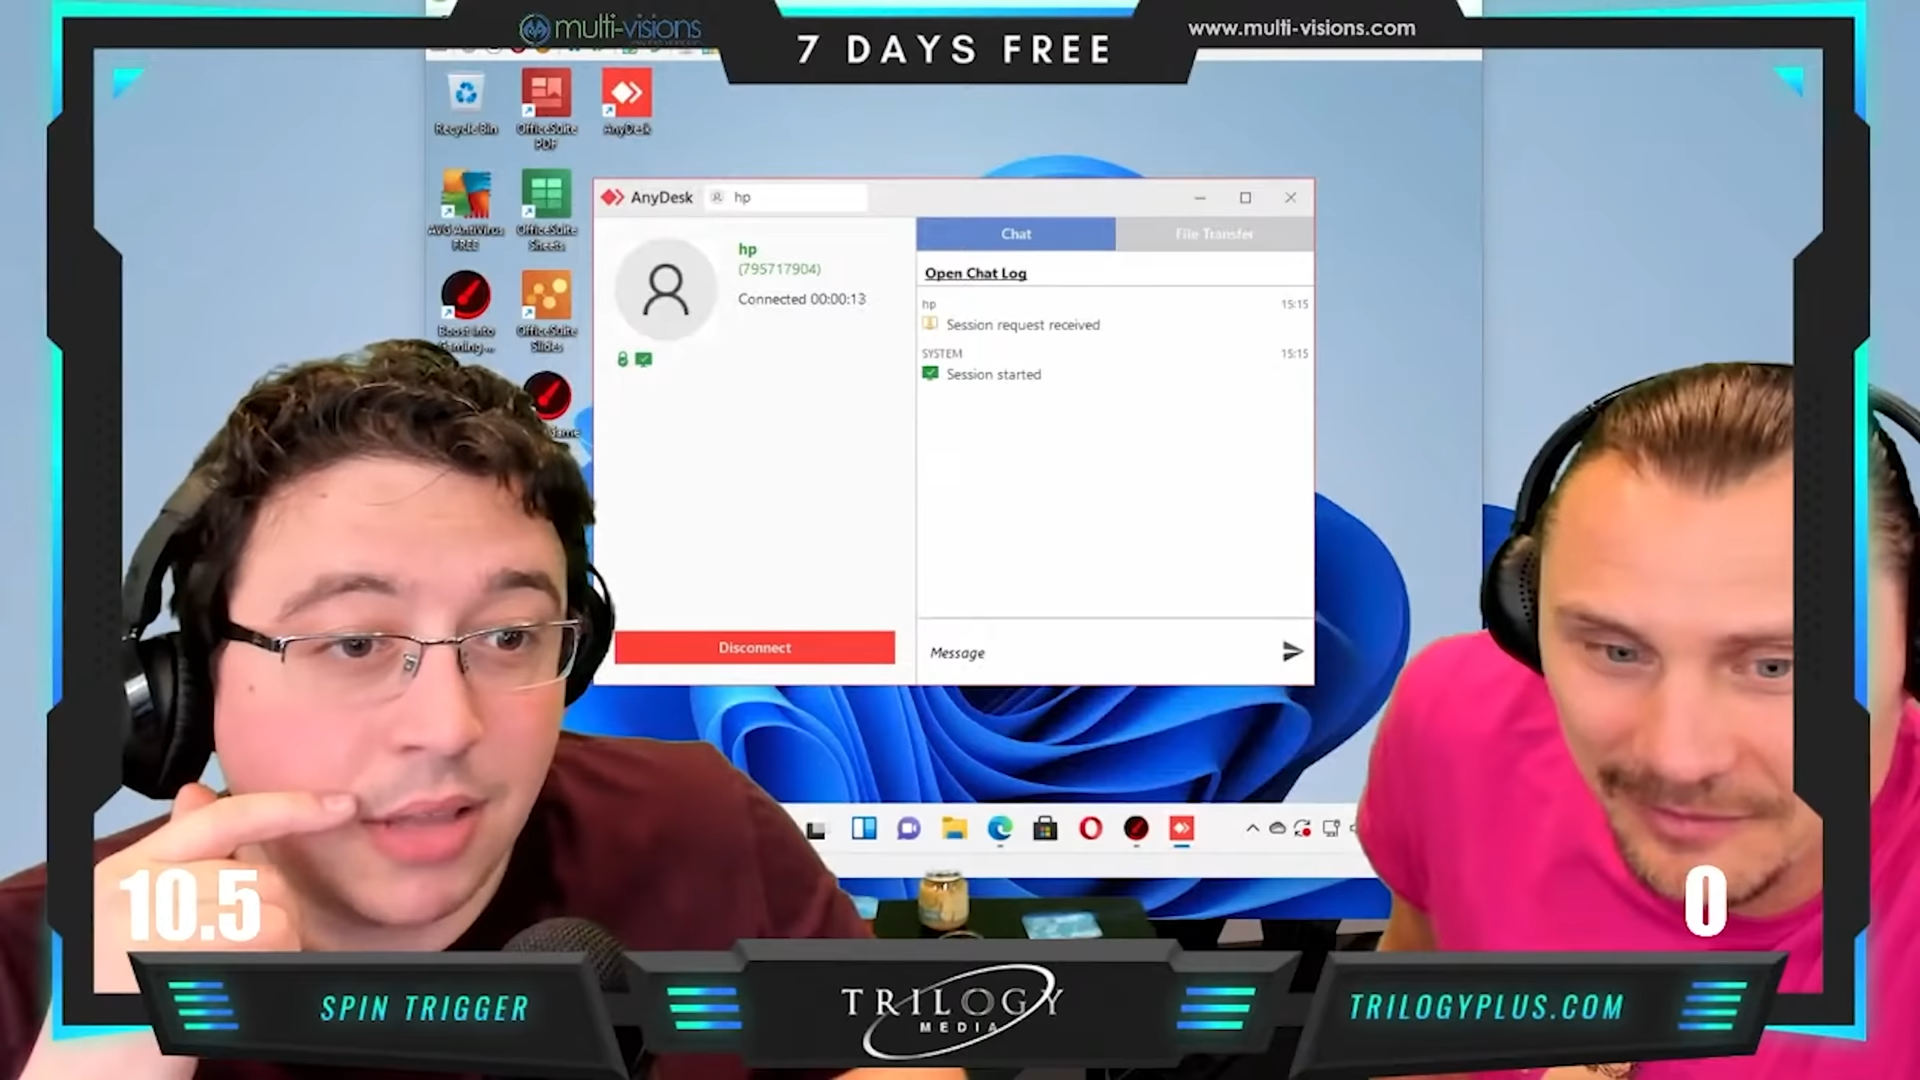 multi-visions
7 DAYS FREE
www.multi-visions.com
Recycle Bin
OfficeSuite
PDF
AnyDesk
AVG AntiVirus
FREE
OfficeSuite
Sheets
Boost into
Gaming...
OfficeSuite
Slides
AnyDesk
hp
hp
(795717904)
Connected 00:00:13
Disconnect
Chat
File Transfer
Open Chat Log
hp
15:15
Session request received
SYSTEM
15:15
Session started
Message
10.5
0
SPIN TRIGGER
TRILOGY
MEDIA
TRILOGYPLUS.COM